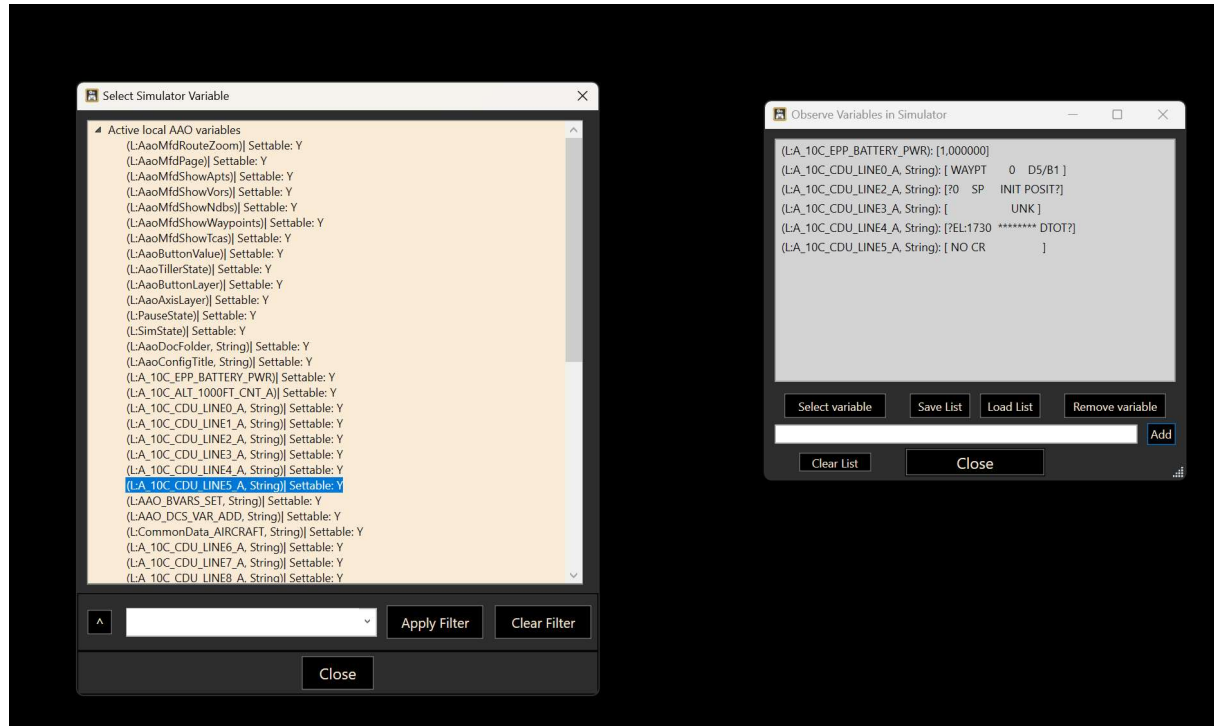 Select Simulator Variable
Active local AAO variables
(L:AaoMfdRouteZoom)| Settable: Y
(L:AaoMfdPage)| Settable: Y
(L:AaoMfdShowApts)| Settable: Y
(L:AaoMfdShowVors)| Settable: Y
(L:AaoMfdShowNdbs)| Settable: Y
(L:AaoMfdShowWaypoints)| Settable: Y
(L:AaoMfdShowTcas)| Settable: Y
(L:AaoButtonValue)| Settable: Y
(L:AaoTillerState)| Settable: Y
(L:AaoButtonLayer)| Settable: Y
(L:AaoAxisLayer)| Settable: Y
(L:PauseState)| Settable: Y
(L:SimState)| Settable: Y
(L:AaoDocFolder, String)| Settable: Y
(L:AaoConfigTitle, String)| Settable: Y
(L:A_10C_EPP_BATTERY_PWR)| Settable: Y
(L:A_10C_ALT_1000FT_CNT_A)| Settable: Y
(L:A_10C_CDU_LINE0_A, String)| Settable: Y
(L:A_10C_CDU_LINE1_A, String)| Settable: Y
(L:A_10C_CDU_LINE2_A, String)| Settable: Y
(L:A_10C_CDU_LINE3_A, String)| Settable: Y
(L:A_10C_CDU_LINE4_A, String)| Settable: Y
(L:A_10C_CDU_LINE5_A, String)| Settable: Y
(L:AAO_BVARS_SET, String)| Settable: Y
(L:AAO_DCS_VAR_ADD, String)| Settable: Y
(L:CommonData_AIRCRAFT, String)| Settable: Y
(L:A_10C_CDU_LINE6_A, String)| Settable: Y
(L:A_10C_CDU_LINE7_A, String)| Settable: Y
(L:A_10C_CDU_LINE8_A, String)| Settable: Y
^
Apply Filter
Clear Filter
Close
Observe Variables in Simulator
(L:A_10C_EPP_BATTERY_PWR): [1,000000]
(L:A_10C_CDU_LINE0_A, String): [ WAYPT 0 D5/B1 ]
(L:A_10C_CDU_LINE2_A, String): [?0 SP INIT POSIT?]
(L:A_10C_CDU_LINE3_A, String): [ UNK ]
(L:A_10C_CDU_LINE4_A, String): [?EL:1730 ******** DTOT?]
(L:A_10C_CDU_LINE5_A, String): [ NO CR ]
Select variable
Save List
Load List
Remove variable
Add
Clear List
Close